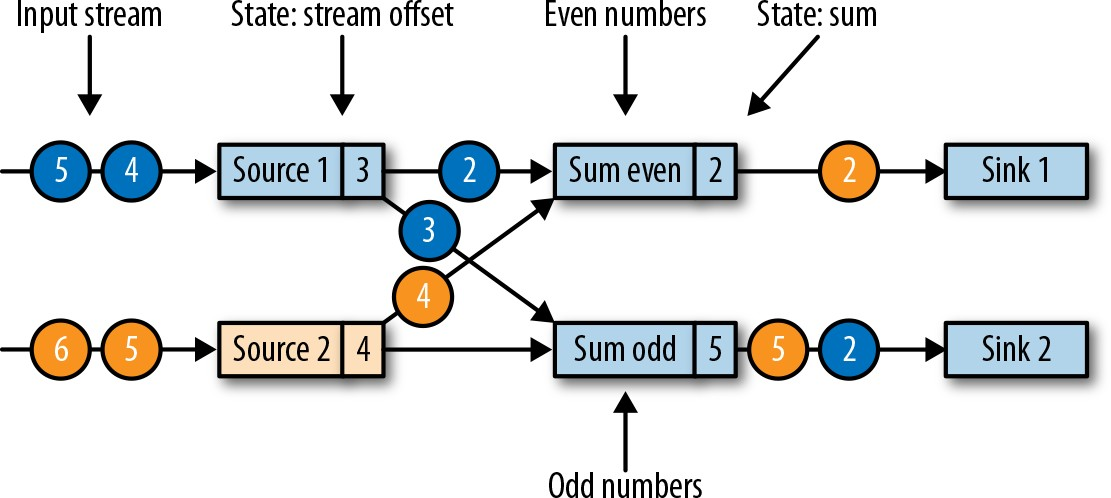 Input stream
State: stream offset
Even numbers
State: sum
5 4 Source 1 3 2 Sum even 2 2 Sink 1
3
4
6 5 Source 2 4 Sum odd 5 5 2 Sink 2
Odd numbers